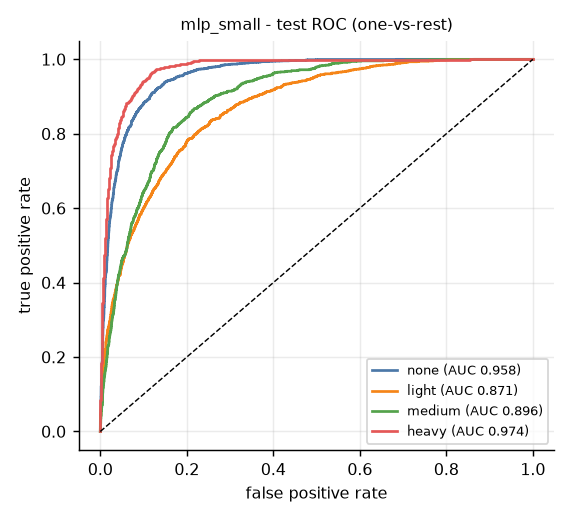 mlp_small - test ROC (one-vs-rest)
1.0
0.8
0.6
0.4
0.2
0.0
true positive rate
none (AUC 0.958)
light (AUC 0.871)
medium (AUC 0.896)
heavy (AUC 0.974)
0.0 0.2 0.4 0.6 0.8 1.0
false positive rate